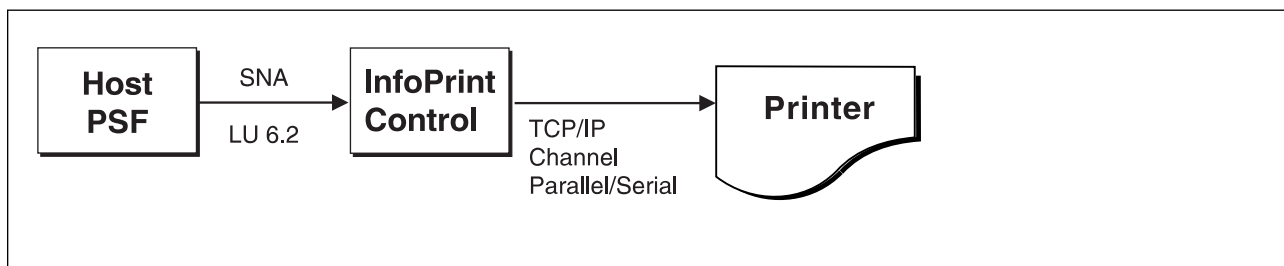 Host
PSF
SNA
LU 6.2
InfoPrint
Control
TCP/IP
Channel
Parallel/Serial
Printer